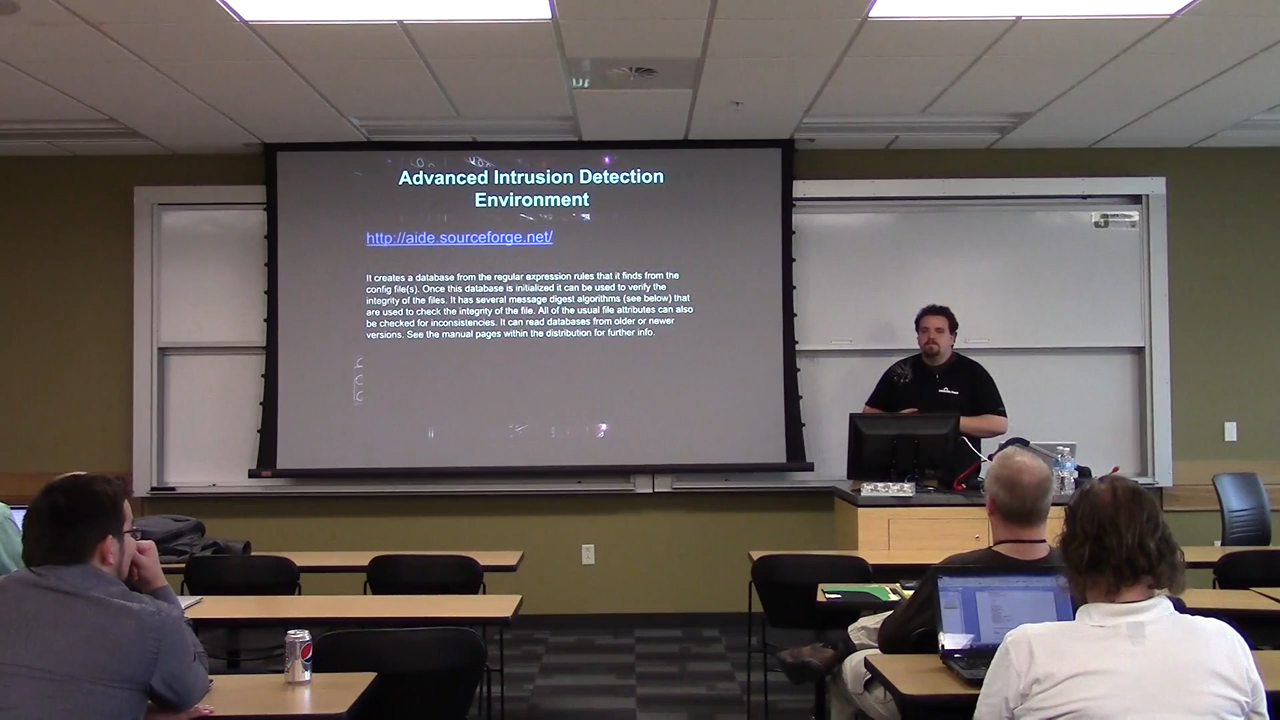 Advanced Intrusion Detection
Environment
http://aide.sourceforge.net/
It creates a database from the regular expression rules that it finds from the
config file(s). Once this database is initialized it can be used to verify the
integrity of the files. It has several message digest algorithms (see below) that
are used to check the integrity of the file. All of the usual file attributes can also
be checked for inconsistencies. It can read databases from older or newer
versions. See the manual pages within the distribution for further info.